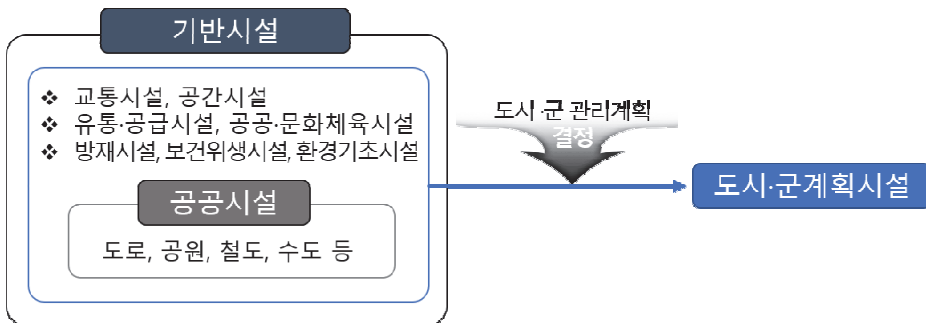 기반시설
❖ 교통시설, 공간시설
❖ 유통·공급시설, 공공·문화체육시설
❖ 방재시설, 보건위생시설, 환경기초시설
공공시설
도로, 공원, 철도, 수도 등
도시·군 관리계획
결정
도시·군계획시설